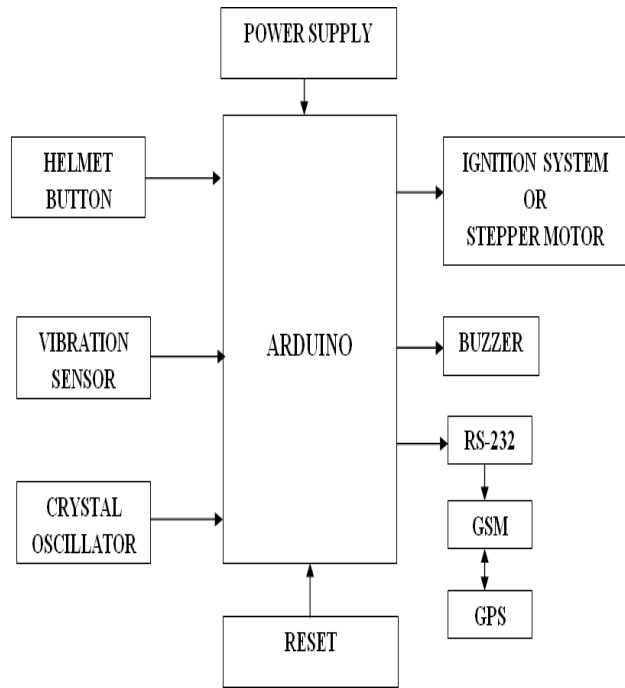 POWER SUPPLY
HELMET
BUTTON
IGNITION SYSTEM
OR
STEPPER MOTOR
VIBRATION
SENSOR
ARDUINO
BUZZER
RS-232
CRYSTAL
OSCILLATOR
GSM
GPS
RESET